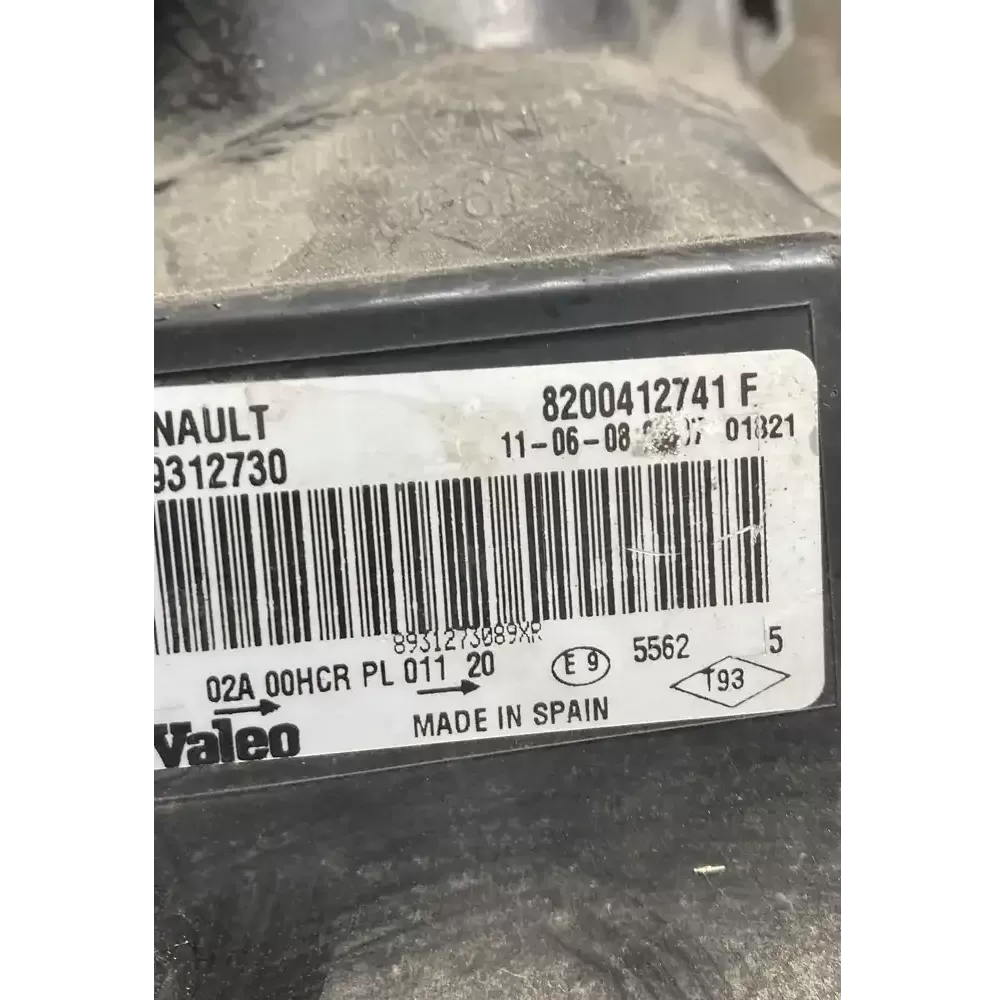 NAULT
8200412741 F
9312730
11-06-08 01821
8931273089XR
02A 00HCR PL 011 20
E 9
5562
5
T93
Valeo
MADE IN SPAIN